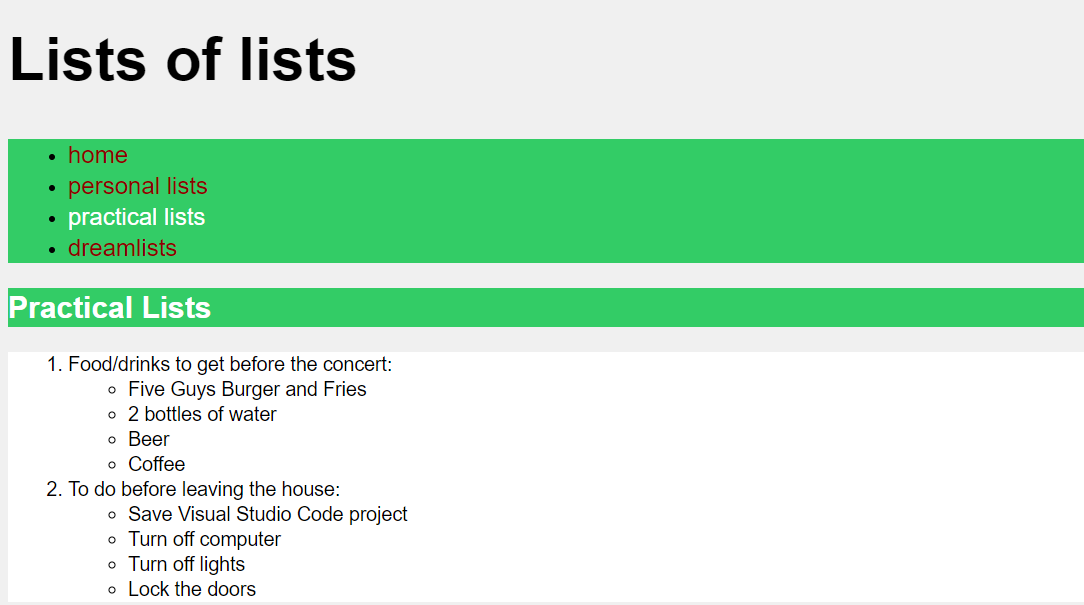 Lists of lists
home
personal lists
practical lists
dreamlists
Practical Lists
1. Food/drinks to get before the concert:
Five Guys Burger and Fries
2 bottles of water
Beer
Coffee
2. To do before leaving the house:
Save Visual Studio Code project
Turn off computer
Turn off lights
Lock the doors